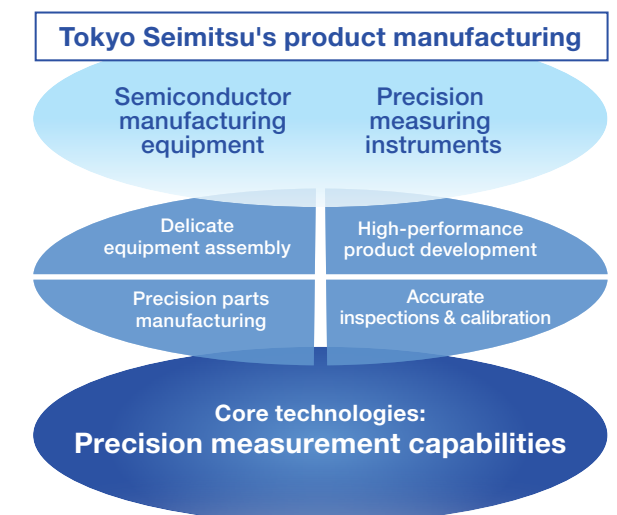 Tokyo Seimitsu's product manufacturing
Semiconductor
manufacturing
equipment
Precision
measuring
instruments
Delicate
equipment assembly
High-performance
product development
Precision parts
manufacturing
Accurate
inspections & calibration
Core technologies:
Precision measurement capabilities